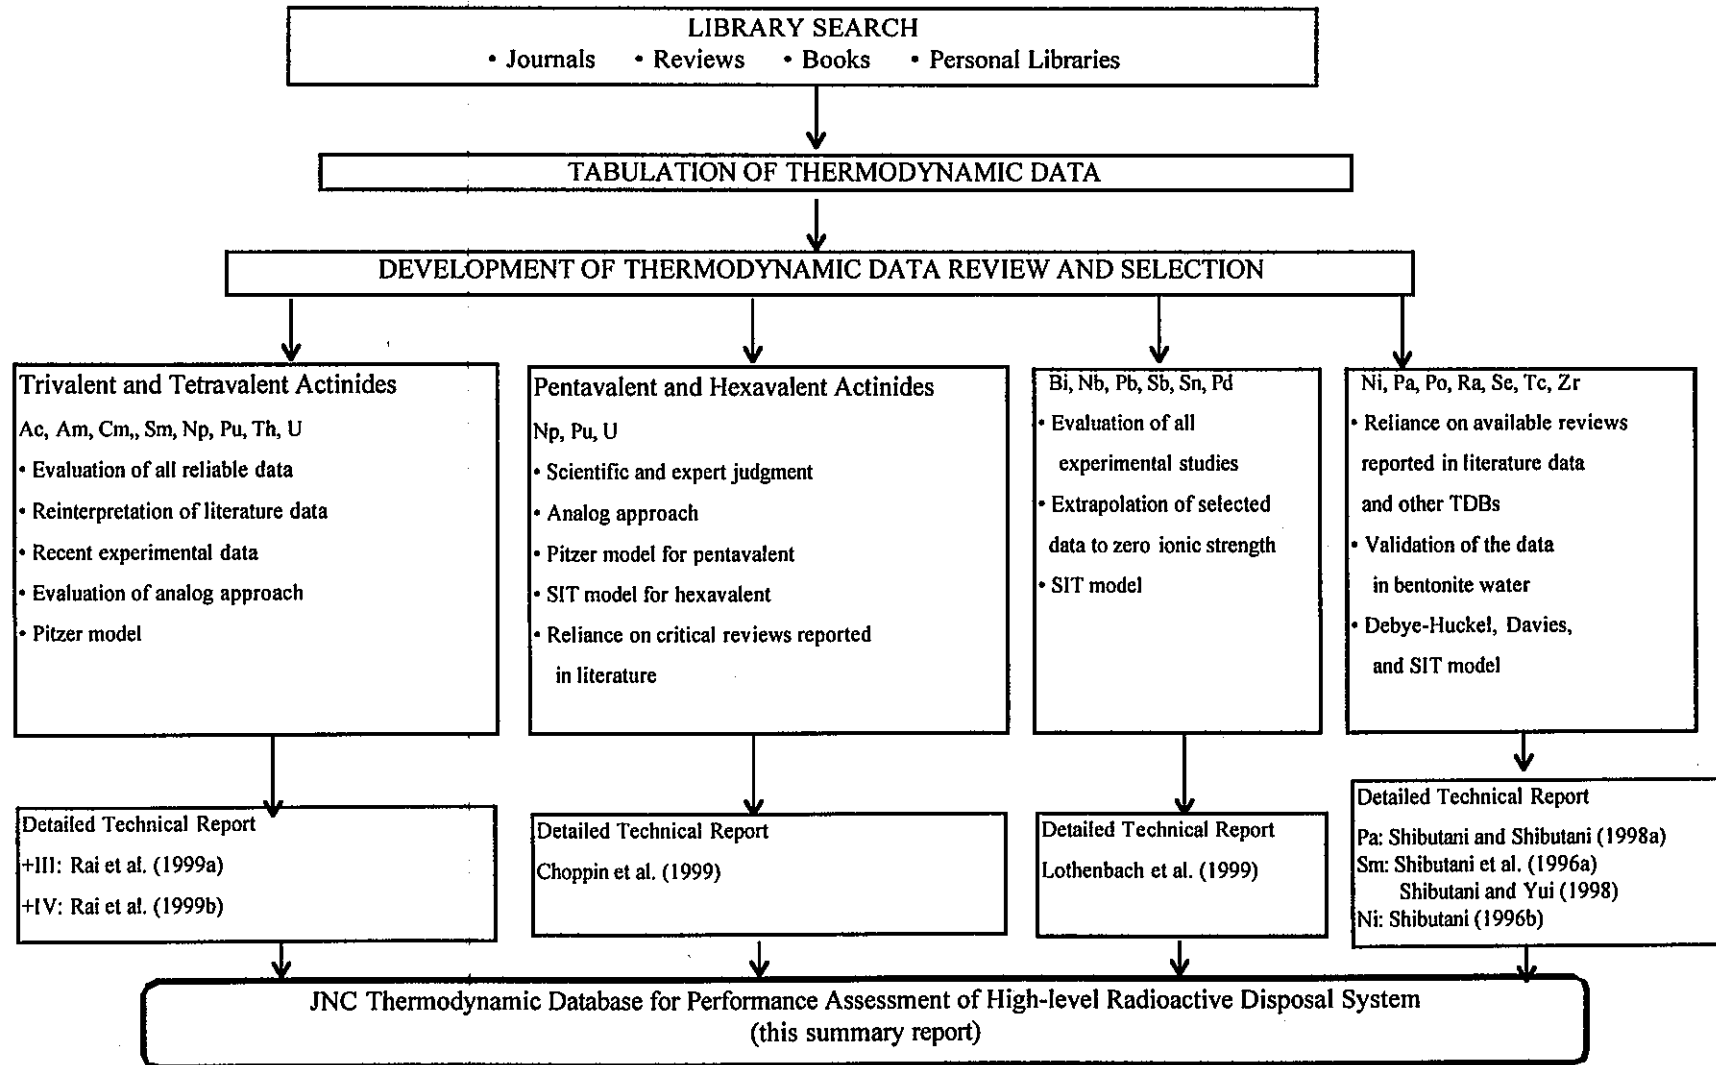 LIBRARY SEARCH
• Journals • Reviews • Books • Personal Libraries
TABULATION OF THERMODYNAMIC DATA
DEVELOPMENT OF THERMODYNAMIC DATA REVIEW AND SELECTION
Trivalent and Tetravalent Actinides
Ac, Am, Cm,, Sm, Np, Pu, Th, U
• Evaluation of all reliable data
• Reinterpretation of literature data
• Recent experimental data
• Evaluation of analog approach
• Pitzer model
Pentavalent and Hexavalent Actinides
Np, Pu, U
• Scientific and expert judgment
• Analog approach
• Pitzer model for pentavalent
• SIT model for hexavalent
• Reliance on critical reviews reported
in literature
Bi, Nb, Pb, Sb, Sn, Pd
• Evaluation of all
experimental studies
• Extrapolation of selected
data to zero ionic strength
• SIT model
Ni, Pa, Po, Ra, Se, Tc, Zr
• Reliance on available reviews
reported in literature data
and other TDBs
• Validation of the data
in bentonite water
• Debye-Huckel, Davies,
and SIT model
Detailed Technical Report
+III: Rai et al. (1999a)
+IV: Rai et al. (1999b)
Detailed Technical Report
Choppin et al. (1999)
Detailed Technical Report
Lothenbach et al. (1999)
Detailed Technical Report
Pa: Shibutani and Shibutani (1998a)
Sm: Shibutani et al. (1996a)
Shibutani and Yui (1998)
Ni: Shibutani (1996b)
JNC Thermodynamic Database for Performance Assessment of High-level Radioactive Disposal System
(this summary report)